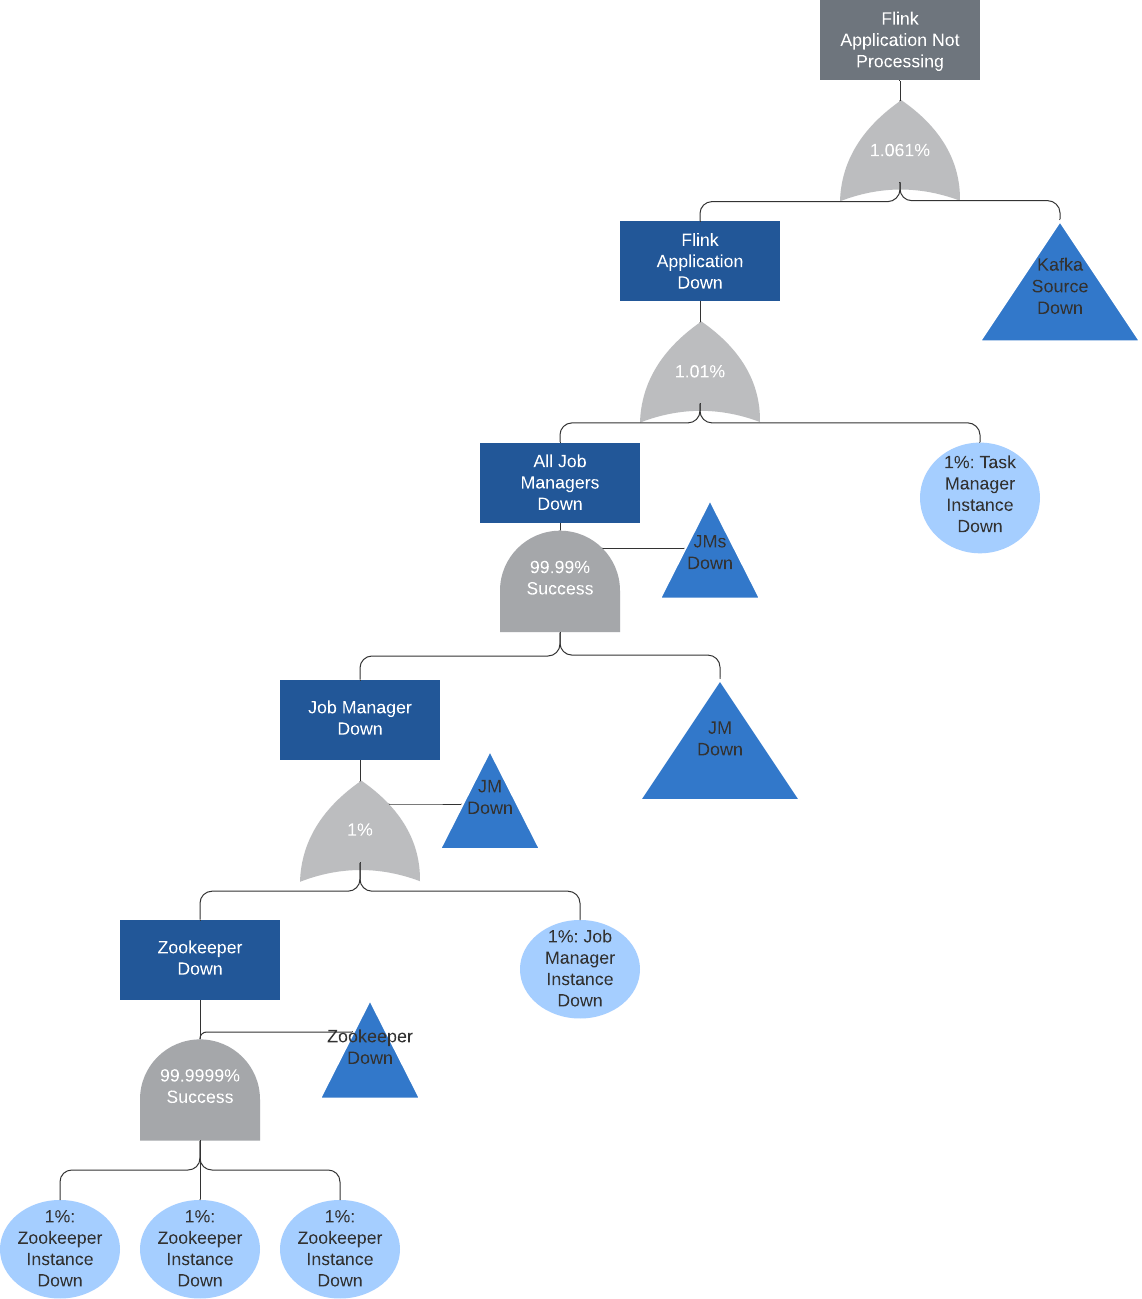 Flink
Application Not
Processing
1.061%
Flink
Application
Down
Kafka
Source
Down
1.01%
All Job
Managers
Down
1%: Task
Manager
Instance
Down
JMs
Down
99.99%
Success
Job Manager
Down
JM
Down
JM
Down
1%
Zookeeper
Down
1%: Job
Manager
Instance
Down
Zookeeper
Down
99.9999%
Success
1%:
Zookeeper
Instance
Down
1%:
Zookeeper
Instance
Down
1%:
Zookeeper
Instance
Down